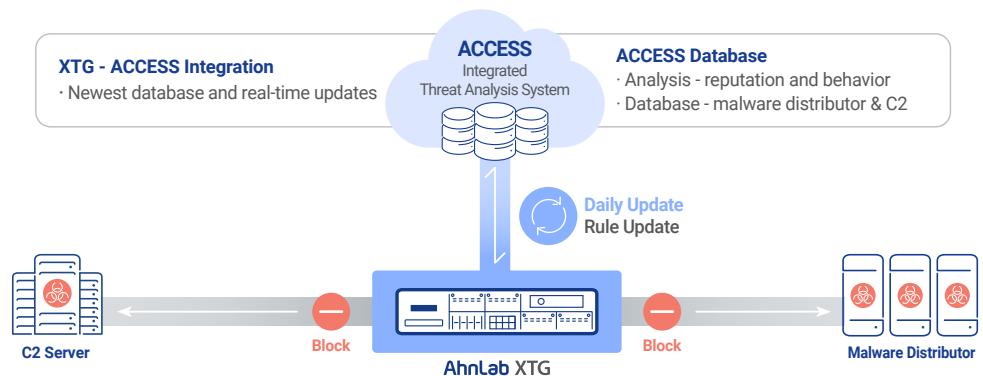 XTG - ACCESS Integration
· Newest database and real-time updates
ACCESS
Integrated
Threat Analysis System
ACCESS Database
· Analysis - reputation and behavior
· Database - malware distributor & C2
Daily Update
Rule Update
Block
Block
C2 Server
AhnLab XTG
Malware Distributor